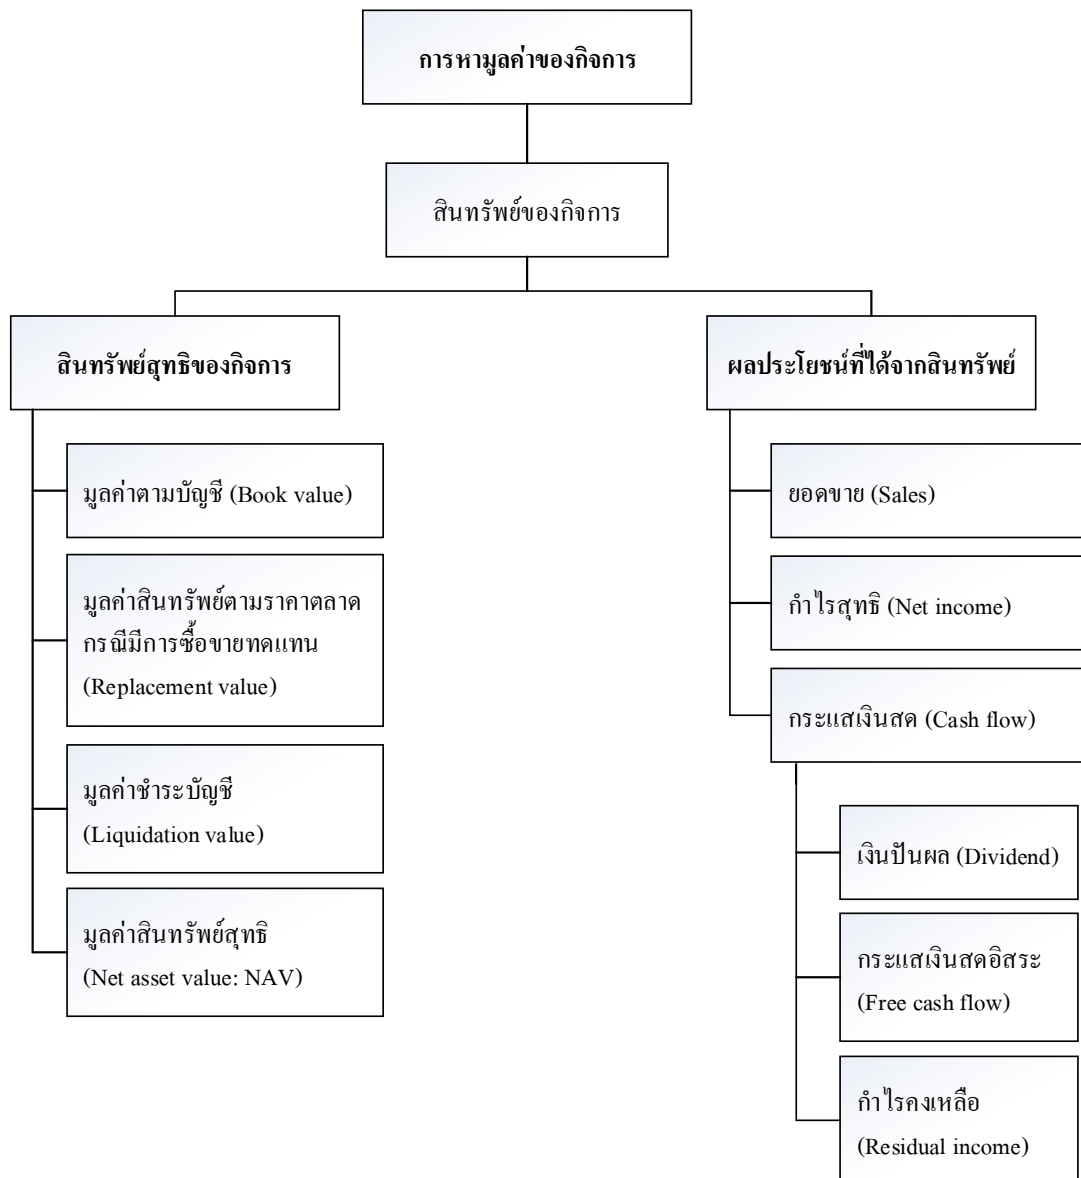 การหามูลค่าของกิจการ
สินทรัพย์ของกิจการ
สินทรัพย์สุทธิของกิจการ
มูลค่าตามบัญชี (Book value)
มูลค่าสินทรัพย์ตามราคาตลาด
กรณีมีการซื้อขายทดแทน
(Replacement value)
มูลค่าชำระบัญชี
(Liquidation value)
มูลค่าสินทรัพย์สุทธิ
(Net asset value: NAV)
ผลประโยชน์ที่ได้จากสินทรัพย์
ยอดขาย (Sales)
กำไรสุทธิ (Net income)
กระแสเงินสด (Cash flow)
เงินปันผล (Dividend)
กระแสเงินสดอิสระ
(Free cash flow)
กำไรคงเหลือ
(Residual income)